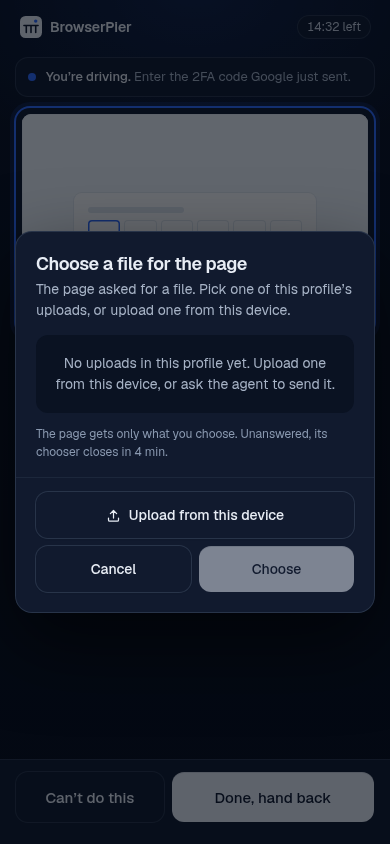 BrowserPier
14:32 left
You're driving. Enter the 2FA code Google just sent.
Choose a file for the page
The page asked for a file. Pick one of this profile's
uploads, or upload one from this device.
No uploads in this profile yet. Upload one
from this device, or ask the agent to send it.
The page gets only what you choose. Unanswered, its
chooser closes in 4 min.
Upload from this device
Cancel
Choose
Can't do this
Done, hand back